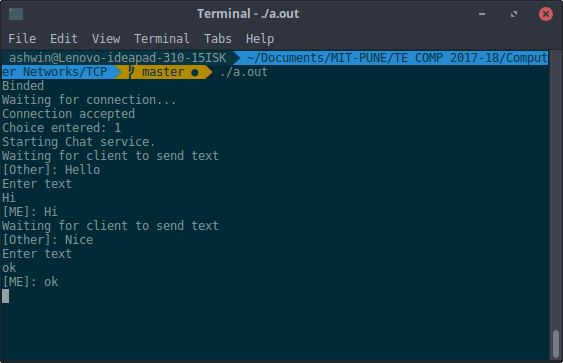 Terminal - ./a.out
File Edit View Terminal Tabs Help
ashwin@Lenovo-ideapad-310-15ISK ~/Documents/MIT-PUNE/TE COMP 2017-18/Comput
er Networks/TCP master ● ./a.out
Binded
Waiting for connection...
Connection accepted
Choice entered: 1
Starting Chat service.
Waiting for client to send text
[Other]: Hello
Enter text
Hi
[ME]: Hi
Waiting for client to send text
[Other]: Nice
Enter text
ok
[ME]: ok